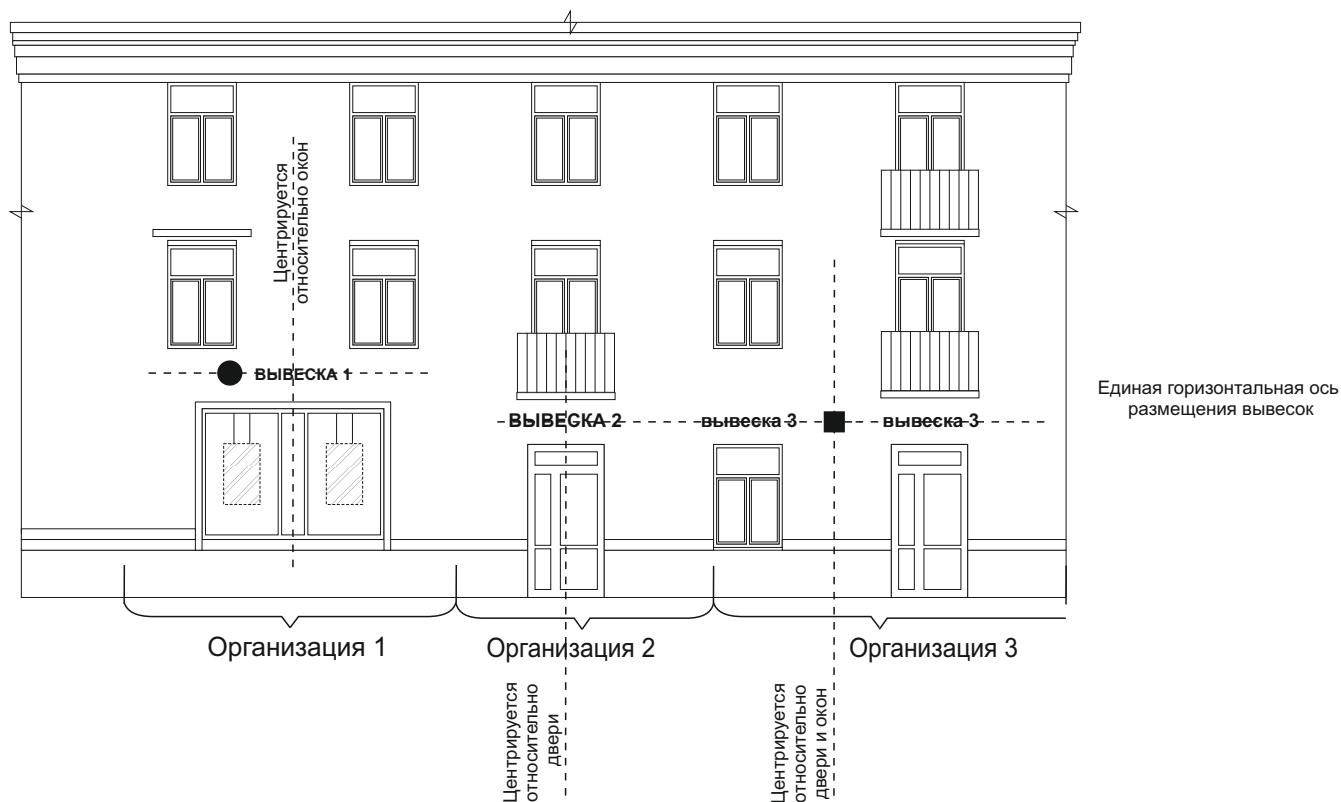 Центрируется
относительно окон
ВЫВЕСКА 1
ВЫВЕСКА 2
вывеска 3
вывеска 3
Единая горизонтальная ось
размещения вывесок
Организация 1
Организация 2
Организация 3
Центрируется
относительно
двери
Центрируется
относительно
двери и окон